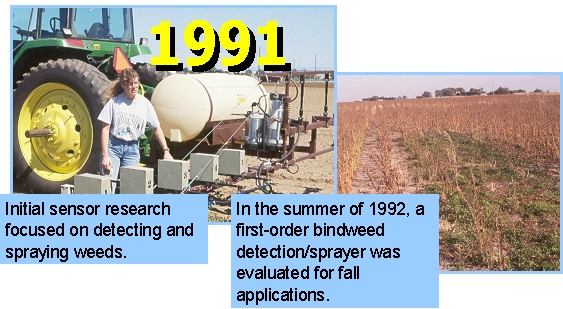 1991
Initial sensor research
focused on detecting and
spraying weeds.
In the summer of 1992, a
first-order bindweed
detection/sprayer was
evaluated for fall
applications.